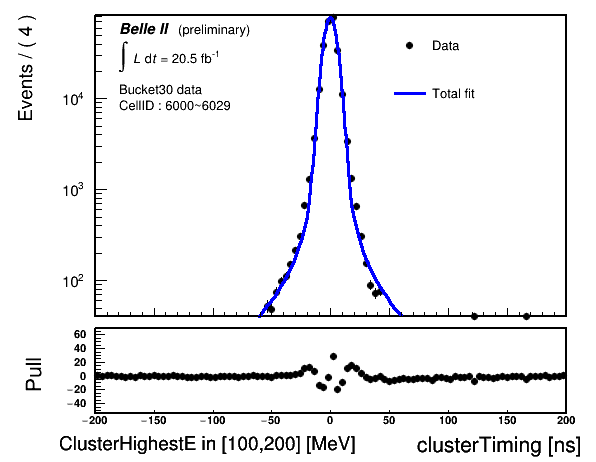 Belle II (preliminary)
∫ L dt = 20.5 fb⁻¹
Bucket30 data
CellID : 6000~6029
Data
Total fit
Events / ( 4 )
10⁴
10³
10²
Pull
60
40
20
0
−20
−40
−200 −150 −100 −50 0 50 100 150 200
ClusterHighestE in [100,200] [MeV]
clusterTiming [ns]